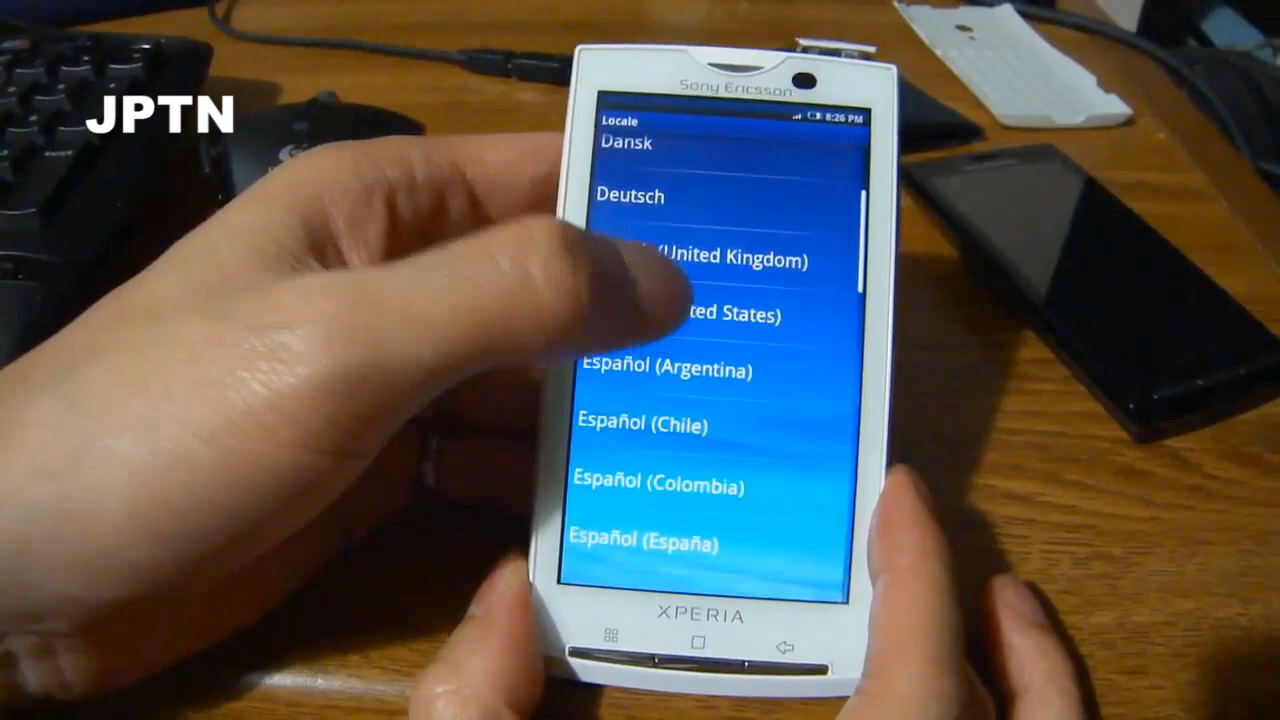 JPTN
Sony Ericsson
8:26 PM
Locale
Dansk
Deutsch
(United Kingdom)
States)
Español (Argentina)
Español (Chile)
Español (Colombia)
Español (España)
XPERIA